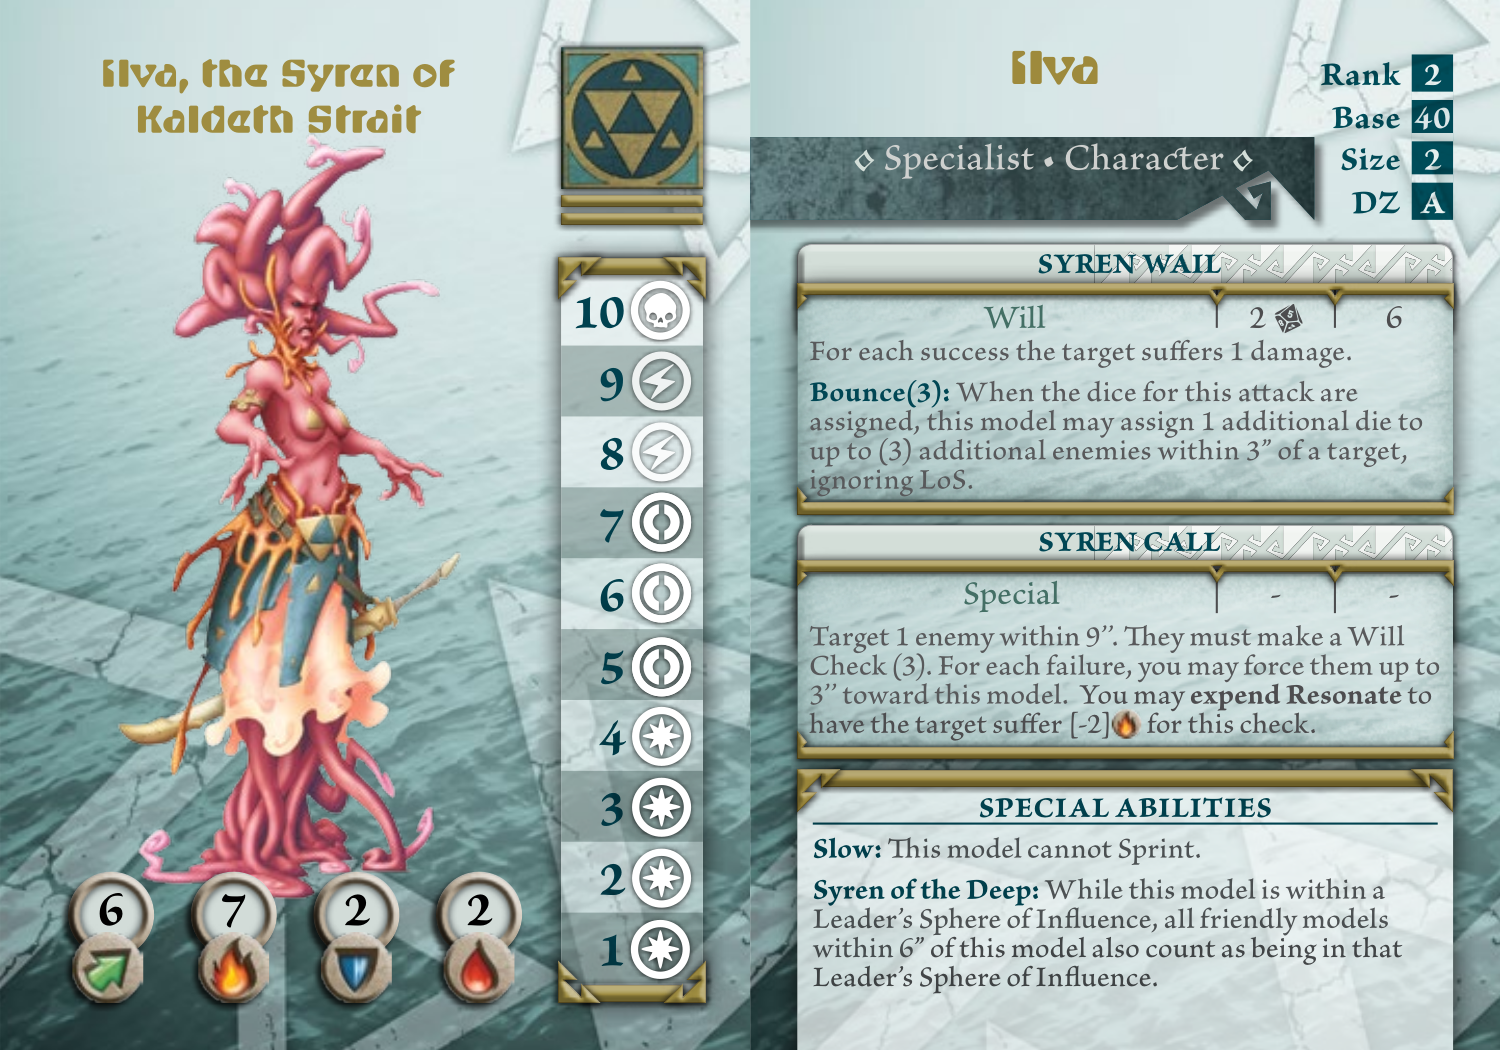 Ilva, the Syren of
Kaldeth Strait
10
9
8
7
6
5
4
3
2
1
6
7
2
2
Ilva
Rank 2
Base 40
Size 2
DZ A
Specialist • Character
SYREN WAIL
Will 2 6
For each success the target suffers 1 damage.
Bounce(3): When the dice for this attack are
assigned, this model may assign 1 additional die to
up to (3) additional enemies within 3” of a target,
ignoring LoS.
SYREN CALL
Special - -
Target 1 enemy within 9”. They must make a Will
Check (3). For each failure, you may force them up to
3” toward this model. You may expend Resonate to
have the target suffer [-2] for this check.
SPECIAL ABILITIES
Slow: This model cannot Sprint.
Syren of the Deep: While this model is within a
Leader’s Sphere of Influence, all friendly models
within 6” of this model also count as being in that
Leader’s Sphere of Influence.